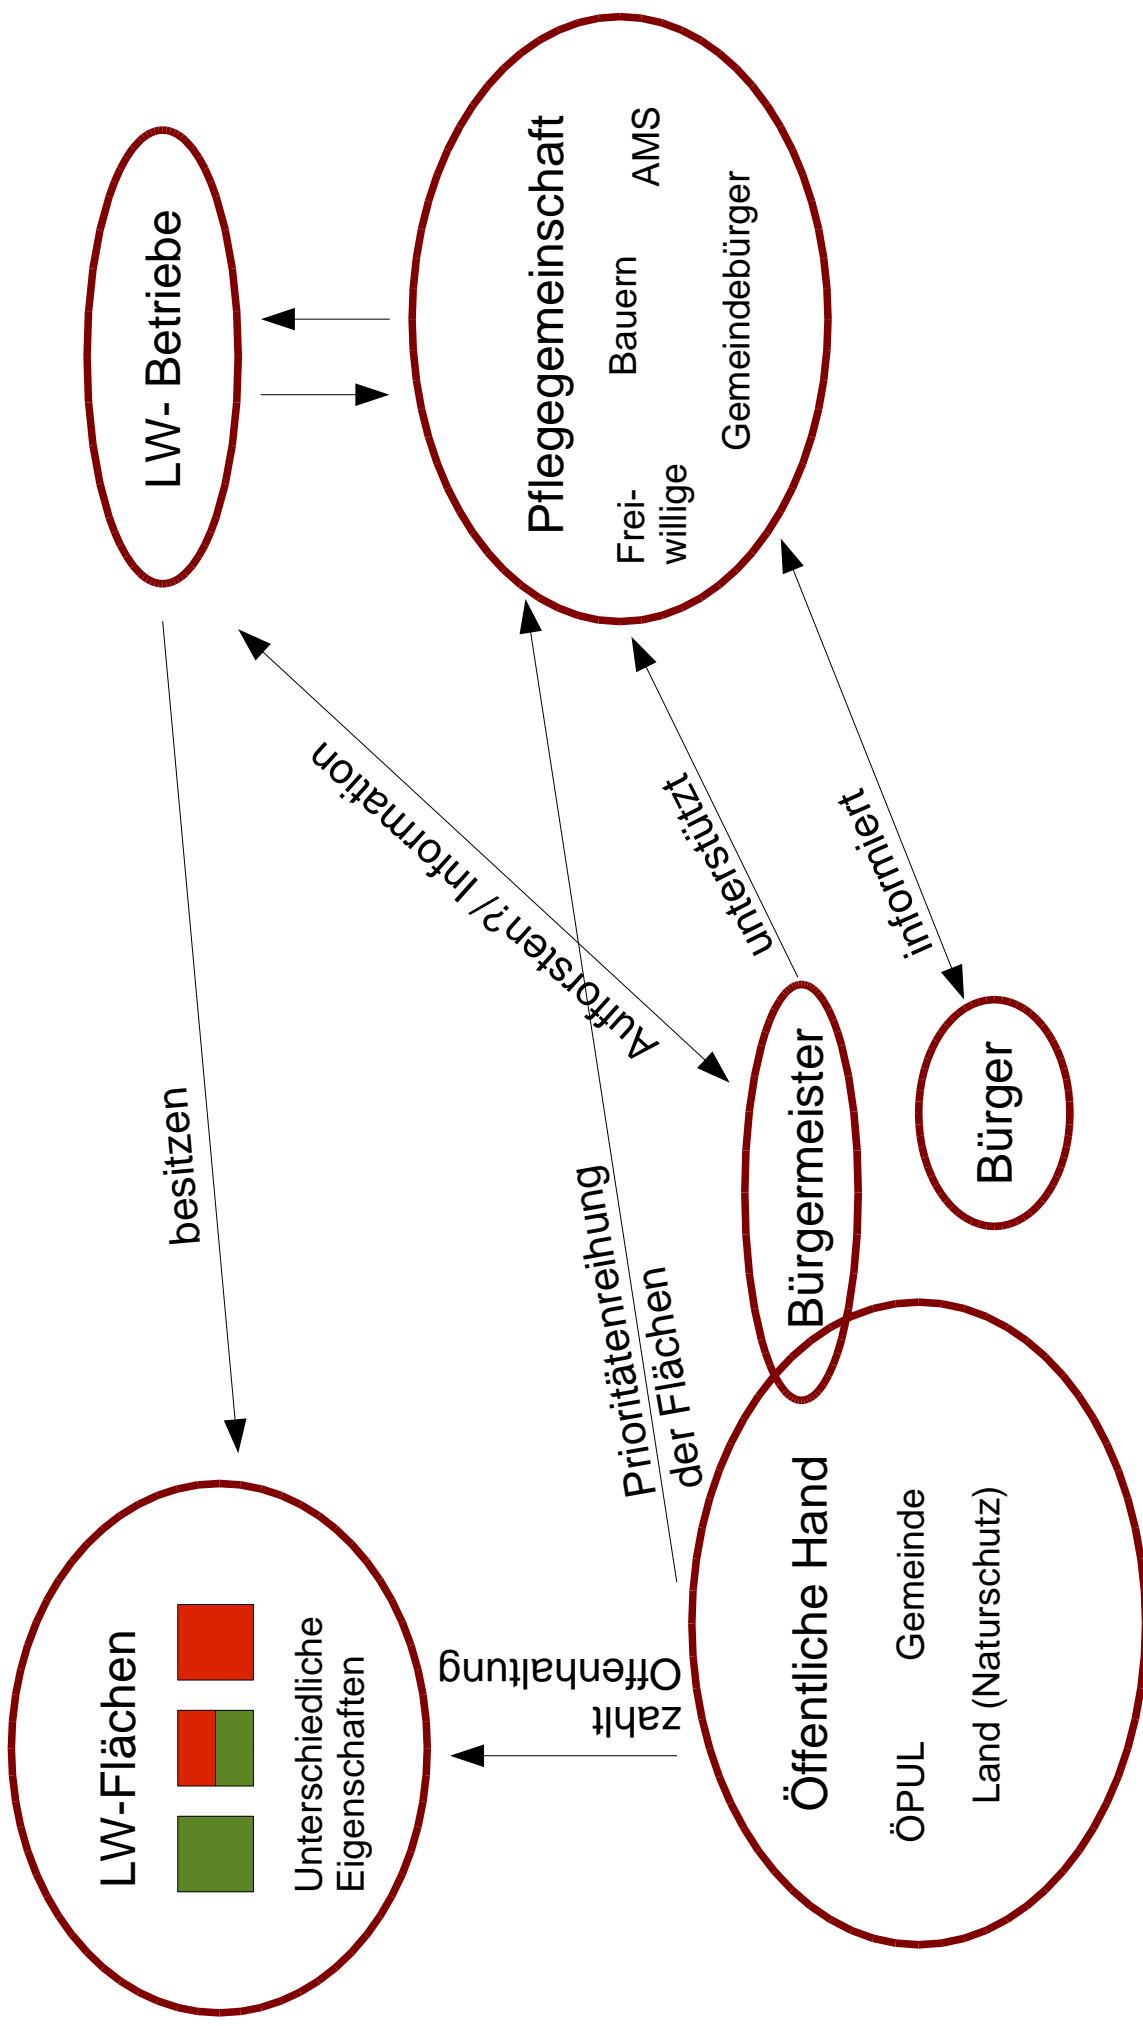 LW-Flächen
Unterschiedliche
Eigenschaften
besitzen
LW- Betriebe
zahlt
Offenhaltung
Aufforsten?/ Information
Prioritätenreihung
der Flächen
Pflegegemeinschaft
Frei-
willige
Bauern
AMS
Gemeindebürger
unterstützt
informiert
Öffentliche Hand
ÖPUL
Gemeinde
Land (Naturschutz)
Bürgermeister
Bürger